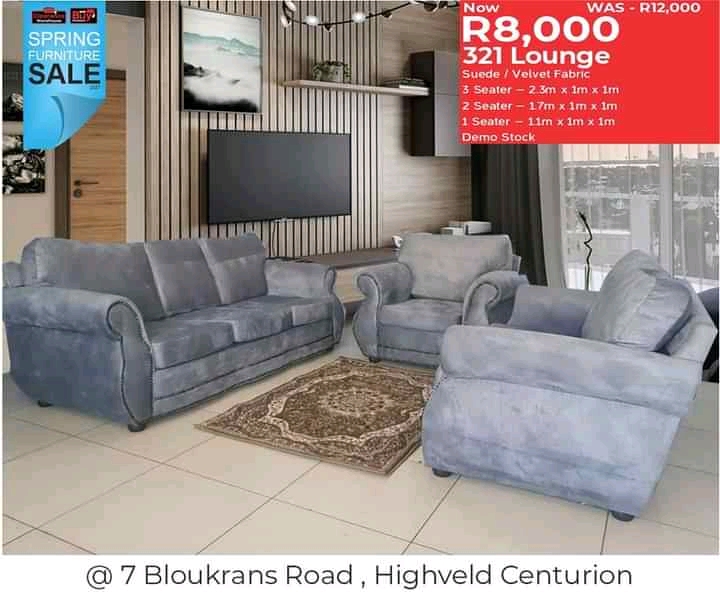 BUY
SPRING
FURNITURE
SALE
Now WAS - R12,000
R8,000
321 Lounge
Suede / Velvet Fabric
3 Seater – 2.3m x 1m x 1m
2 Seater – 1.7m x 1m x 1m
1 Seater – 1.1m x 1m x 1m
Demo Stock
@ 7 Bloukrans Road , Highveld Centurion